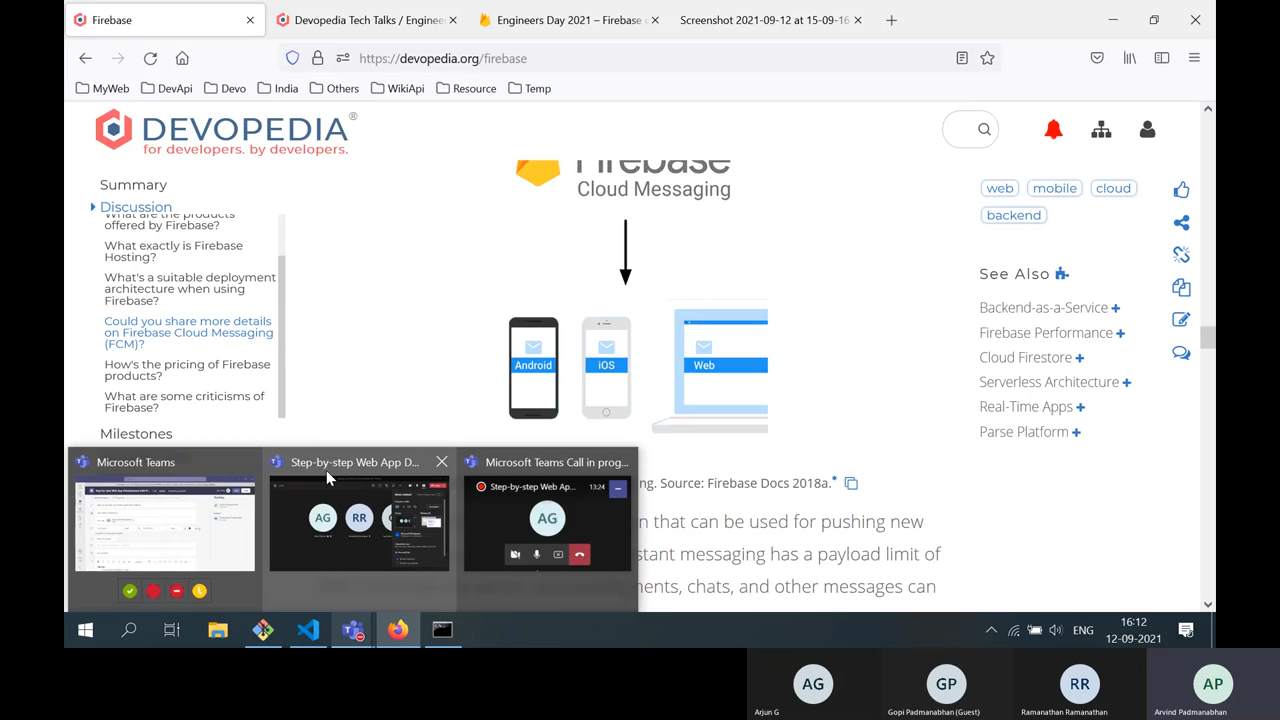 Firebase
Devopedia Tech Talks / Enginee
Engineers Day 2021 – Firebase c
Screenshot 2021-09-12 at 15-09-16
https://devopedia.org/firebase
MyWeb
DevApi
Devo
India
Others
WikiApi
Resource
Temp
DEVOPEDIA®
for developers. by developers.
Summary
Discussion
What are the products
offered by Firebase?
What exactly is Firebase
Hosting?
What's a suitable deployment
architecture when using
Firebase?
Could you share more details
on Firebase Cloud Messaging
(FCM)?
How's the pricing of Firebase
products?
What are some criticisms of
Firebase?
Milestones
Firebase
Cloud Messaging
Android
iOS
Web
ng. Source: Firebase Docs 2018a.*
n that can be used for pushing new
stant messaging has a payload limit of
ents, chats, and other messages can
web
mobile
cloud
backend
See Also
Backend-as-a-Service +
Firebase Performance +
Cloud Firestore +
Serverless Architecture +
Real-Time Apps +
Parse Platform +
Microsoft Teams
Step-by-step Web App D...
Microsoft Teams Call in prog...
AG
RR
Step-by-step Web Ap...
13:24
AG
ENG
16:12
12-09-2021
AG
GP
RR
AP
Arjun G
Gopi Padmanabhan (Guest)
Ramanathan Ramanathan
Arvind Padmanabhan